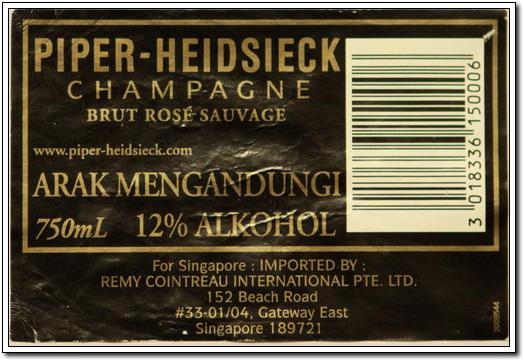 PIPER-HEIDSIECK
CHAMPAGNE
BRUT ROSÉ SAUVAGE
www.piper-heidsieck.com
ARAK MENGANDUNGI
750mL 12% ALKOHOL
3 018336 150006
For Singapore : IMPORTED BY :
REMY COINTREAU INTERNATIONAL PTE. LTD.
152 Beach Road
#33-01/04, Gateway East
Singapore 189721